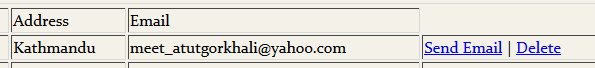 Address Email
Kathmandu meet_atutgorkhali@yahoo.com Send Email | Delete